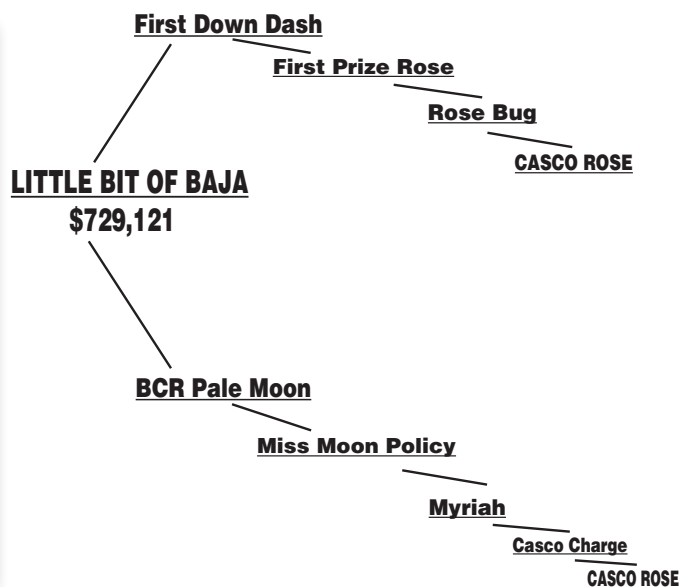 First Down Dash
First Prize Rose
Rose Bug
CASCO ROSE
LITTLE BIT OF BAJA
$729,121
BCR Pale Moon
Miss Moon Policy
Myriah
Casco Charge
CASCO ROSE